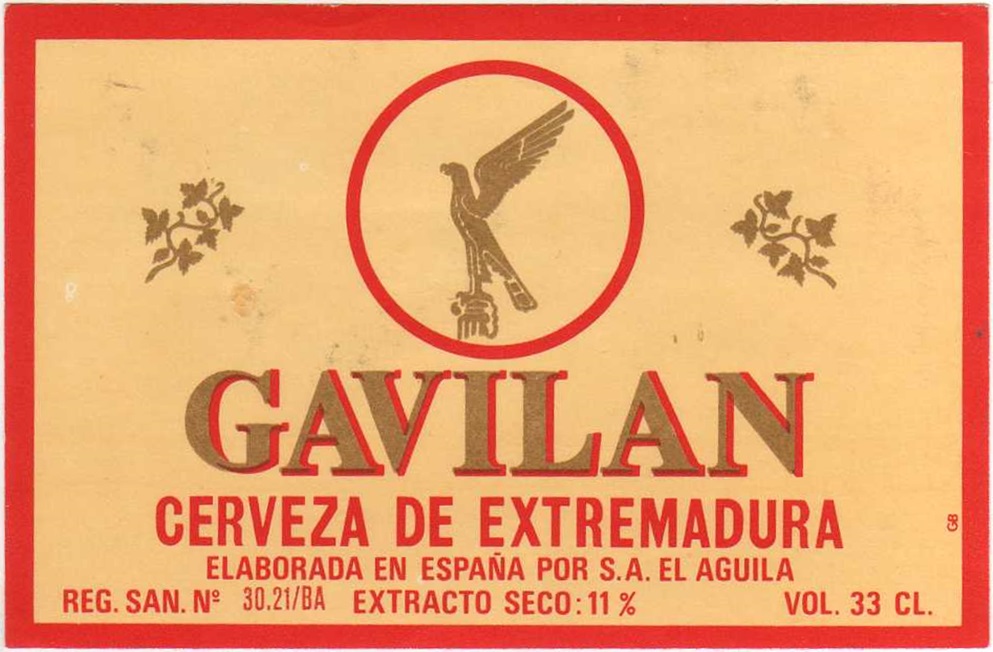 GAVILAN
CERVEZA DE EXTREMADURA
ELABORADA EN ESPAÑA POR S.A. EL AGUILA
REG. SAN. Nº 30.21/BA EXTRACTO SECO: 11 % VOL. 33 CL.
GB